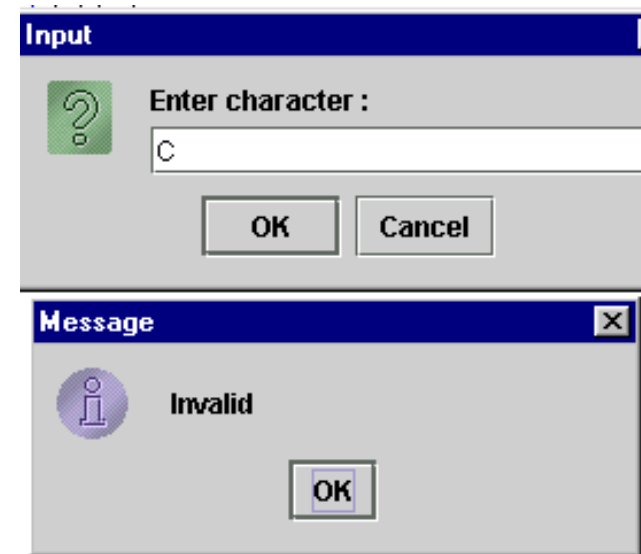 Input
Enter character :
C
OK Cancel
Message
Invalid
OK